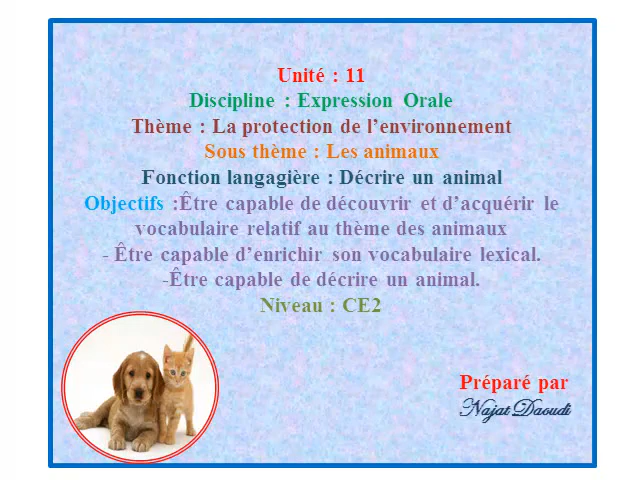 Unité : 11
Discipline : Expression Orale
Thème : La protection de l’environnement
Sous thème : Les animaux
Fonction langagière : Décrire un animal
Objectifs :Être capable de découvrir et d’acquérir le
vocabulaire relatif au thème des animaux
- Être capable d’enrichir son vocabulaire lexical.
-Être capable de décrire un animal.
Niveau : CE2
Préparé par
Najat Daoudi